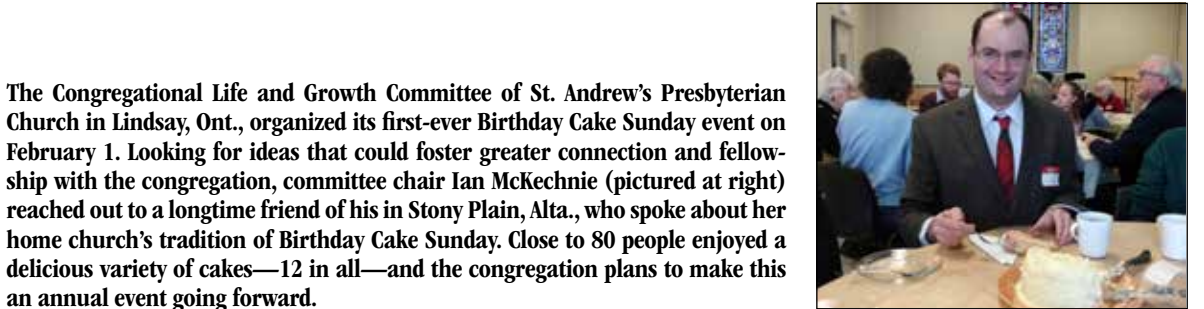 The Congregational Life and Growth Committee of St. Andrew’s Presbyterian
Church in Lindsay, Ont., organized its first-ever Birthday Cake Sunday event on
February 1. Looking for ideas that could foster greater connection and fellow-
ship with the congregation, committee chair Ian McKechnie (pictured at right)
reached out to a longtime friend of his in Stony Plain, Alta., who spoke about her
home church’s tradition of Birthday Cake Sunday. Close to 80 people enjoyed a
delicious variety of cakes—12 in all—and the congregation plans to make this
an annual event going forward.